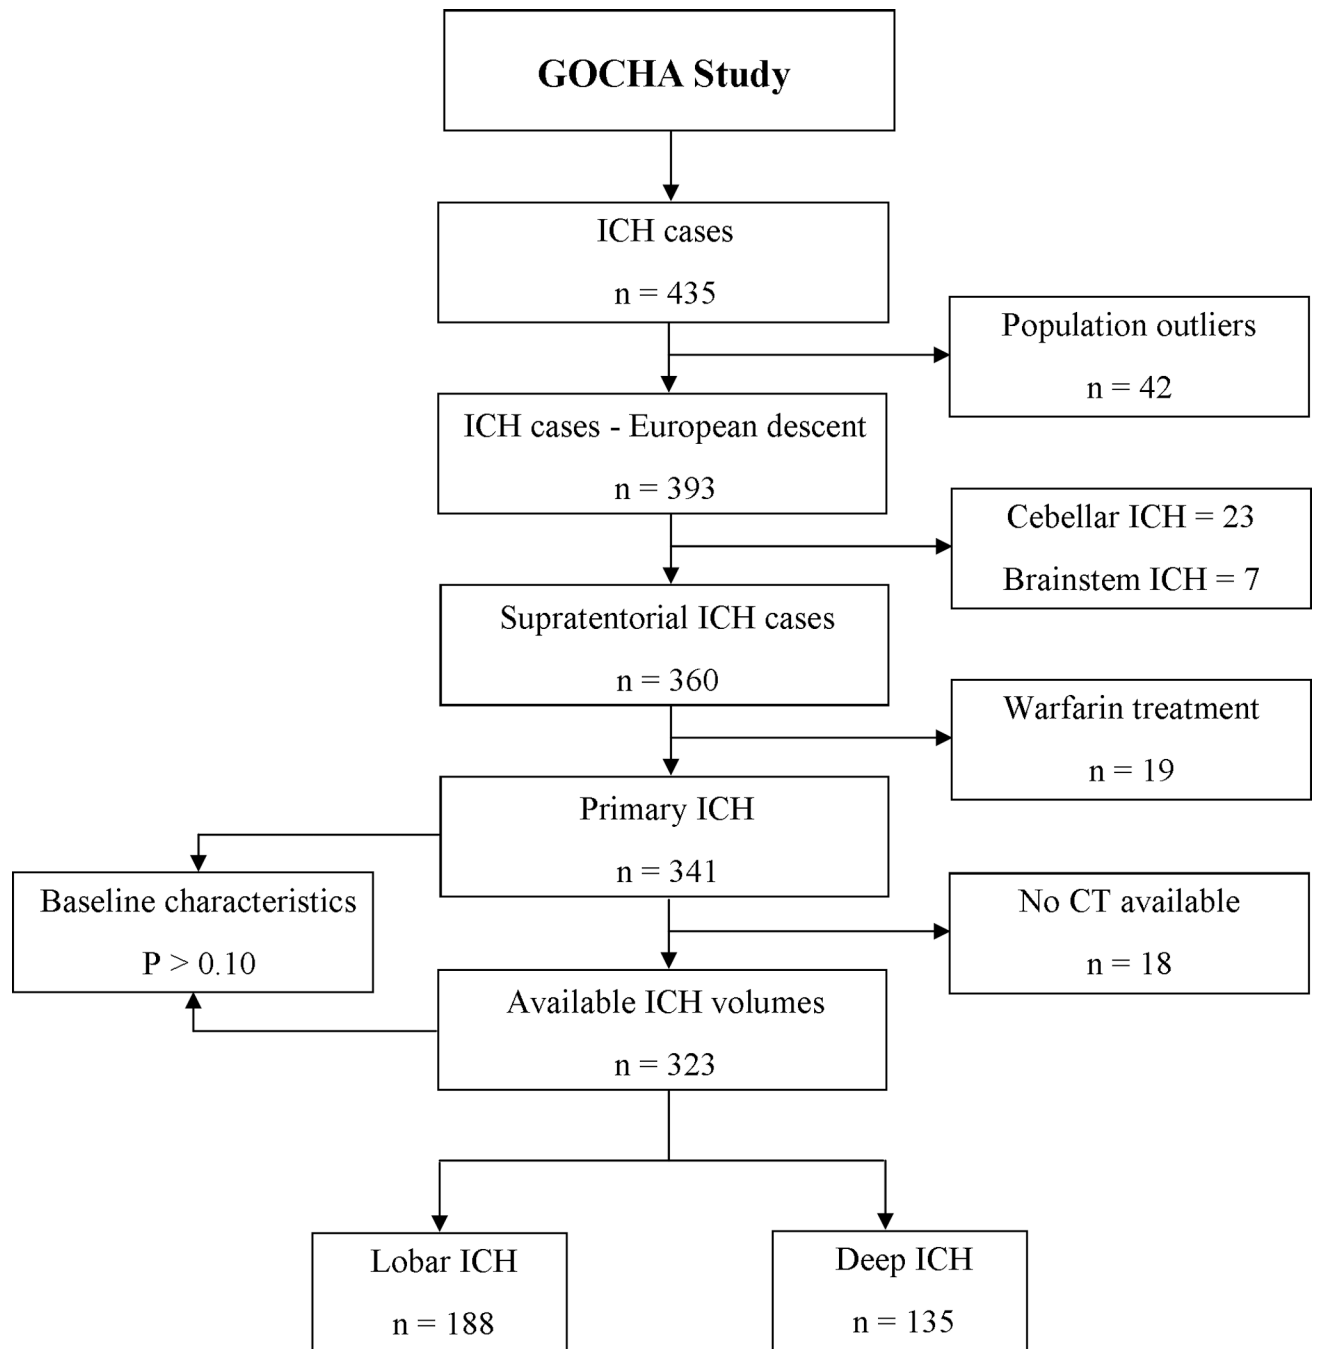 GOCHA Study
ICH cases
n = 435
Population outliers
n = 42
ICH cases - European descent
n = 393
Cebellar ICH = 23
Brainstem ICH = 7
Supratentorial ICH cases
n = 360
Warfarin treatment
n = 19
Primary ICH
n = 341
Baseline characteristics
P > 0.10
No CT available
n = 18
Available ICH volumes
n = 323
Lobar ICH
n = 188
Deep ICH
n = 135